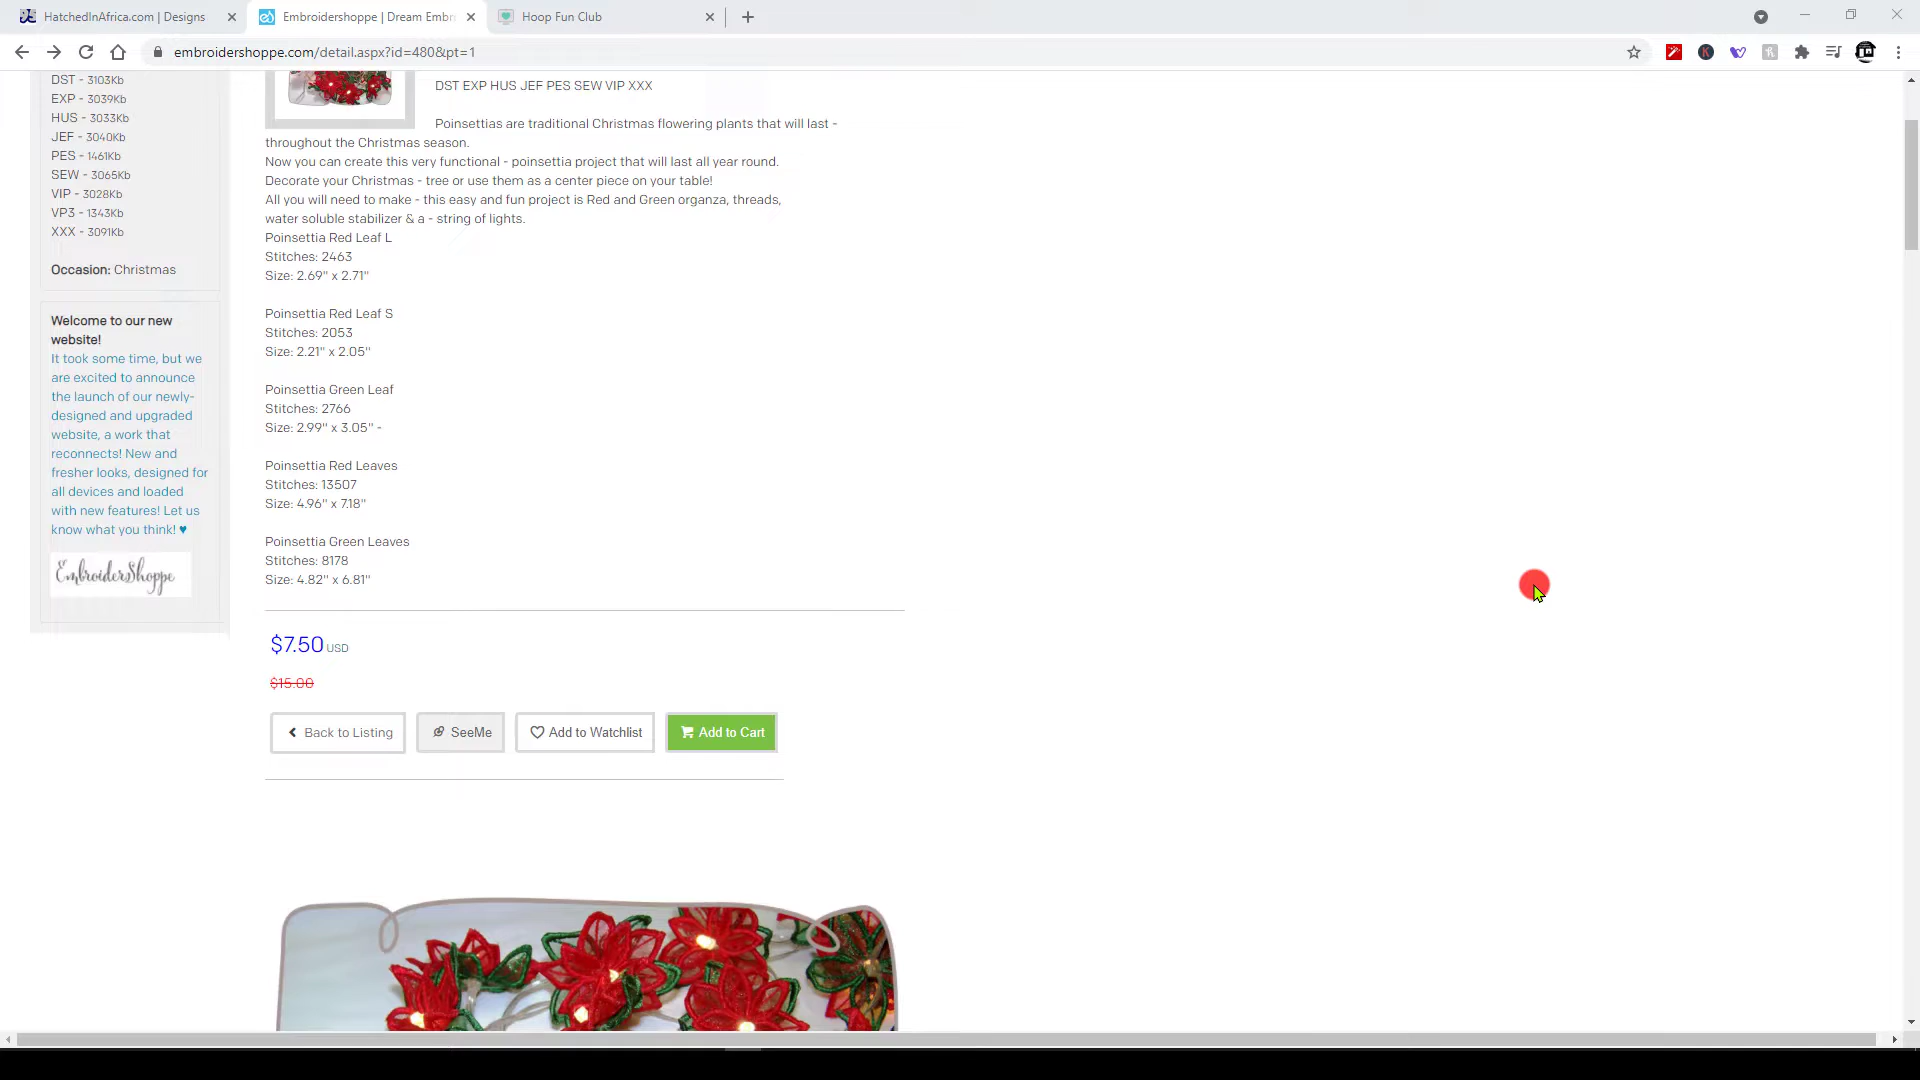 HatchedInAfrica.com | Designs
Embroidershoppe | Dream Embr
Hoop Fun Club
embroidershoppe.com/detail.aspx?id=480&pt=1
DST - 3103Kb
EXP - 3039Kb
HUS - 3033Kb
JEF - 3040Kb
PES - 1461Kb
SEW - 3065Kb
VIP - 3028Kb
VP3 - 1343Kb
XXX - 3091Kb
Occasion: Christmas
Welcome to our new
website!
It took some time, but we
are excited to announce
the launch of our newly-
designed and upgraded
website, a work that
reconnects! New and
fresher looks, designed for
all devices and loaded
with new features! Let us
know what you think! ♥
EmbroiderShoppe
DST EXP HUS JEF PES SEW VIP XXX
Poinsettias are traditional Christmas flowering plants that will last -
throughout the Christmas season.
Now you can create this very functional - poinsettia project that will last all year round.
Decorate your Christmas - tree or use them as a center piece on your table!
All you will need to make - this easy and fun project is Red and Green organza, threads,
water soluble stabilizer & a - string of lights.
Poinsettia Red Leaf L
Stitches: 2463
Size: 2.69" x 2.71"
Poinsettia Red Leaf S
Stitches: 2053
Size: 2.21" x 2.05"
Poinsettia Green Leaf
Stitches: 2766
Size: 2.99" x 3.05" -
Poinsettia Red Leaves
Stitches: 13507
Size: 4.96" x 7.18"
Poinsettia Green Leaves
Stitches: 8178
Size: 4.82" x 6.81"
$7.50 USD
$15.00
Back to Listing
SeeMe
Add to Watchlist
Add to Cart